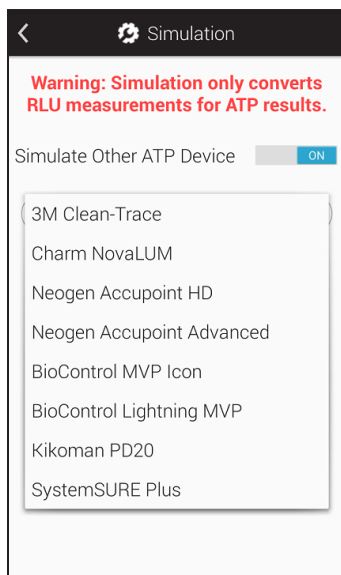 Simulation
Warning: Simulation only converts
RLU measurements for ATP results.
Simulate Other ATP Device ON
3M Clean-Trace
Charm NovaLUM
Neogen Accupoint HD
Neogen Accupoint Advanced
BioControl MVP Icon
BioControl Lightning MVP
Kikoman PD20
SystemSURE Plus